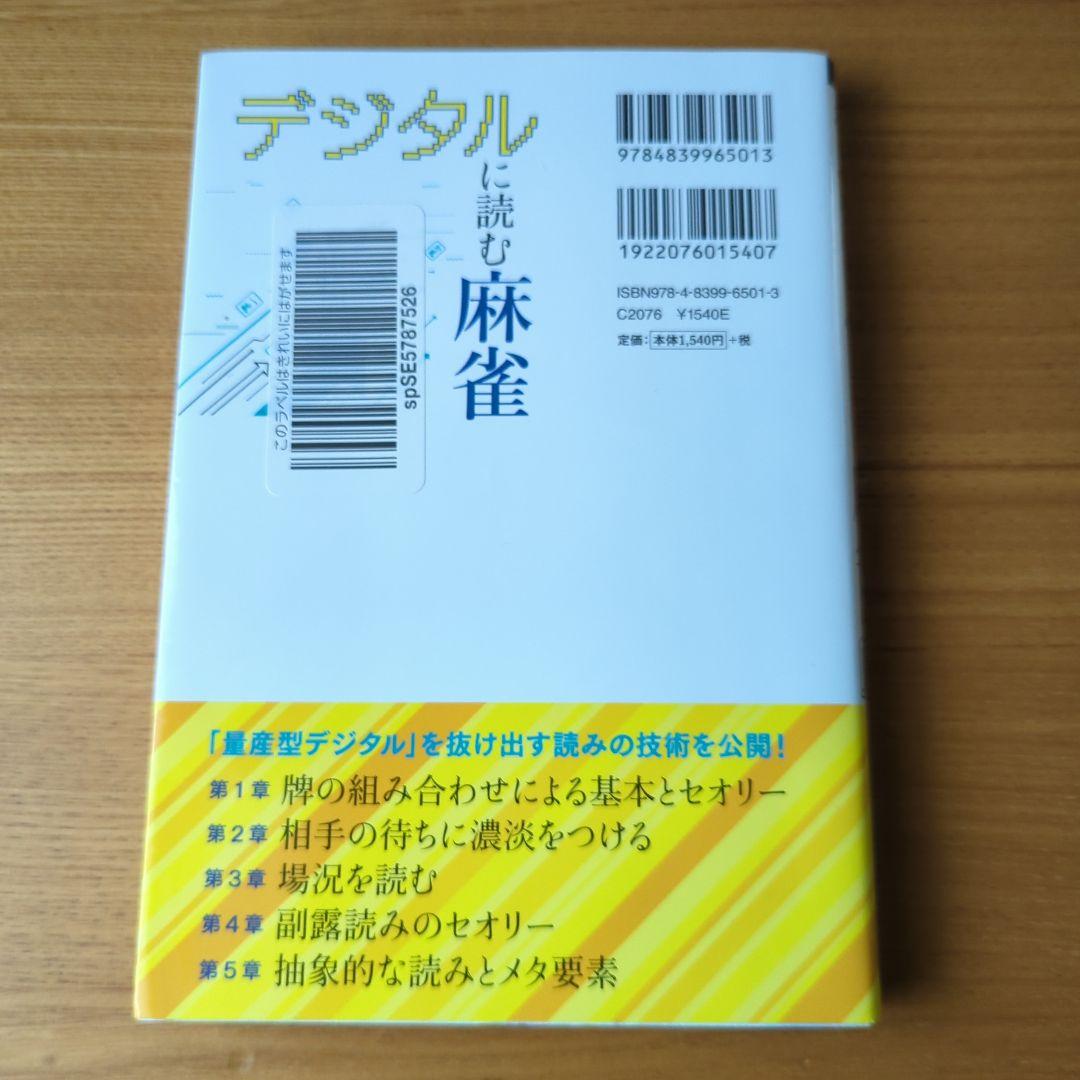 デジタル
に読む
麻雀
9784839965013
1922076015407
ISBN978-4-8399-6501-3
C2076 ¥1540E
定価：本体1,540円+税
このラベルはきれいにはがせます
spSE5787526
「量産型デジタル」を抜け出す読みの技術を公開！
第1章 牌の組み合わせによる基本とセオリー
第2章 相手の待ちに濃淡をつける
第3章 場況を読む
第4章 副露読みのセオリー
第5章 抽象的な読みとメタ要素